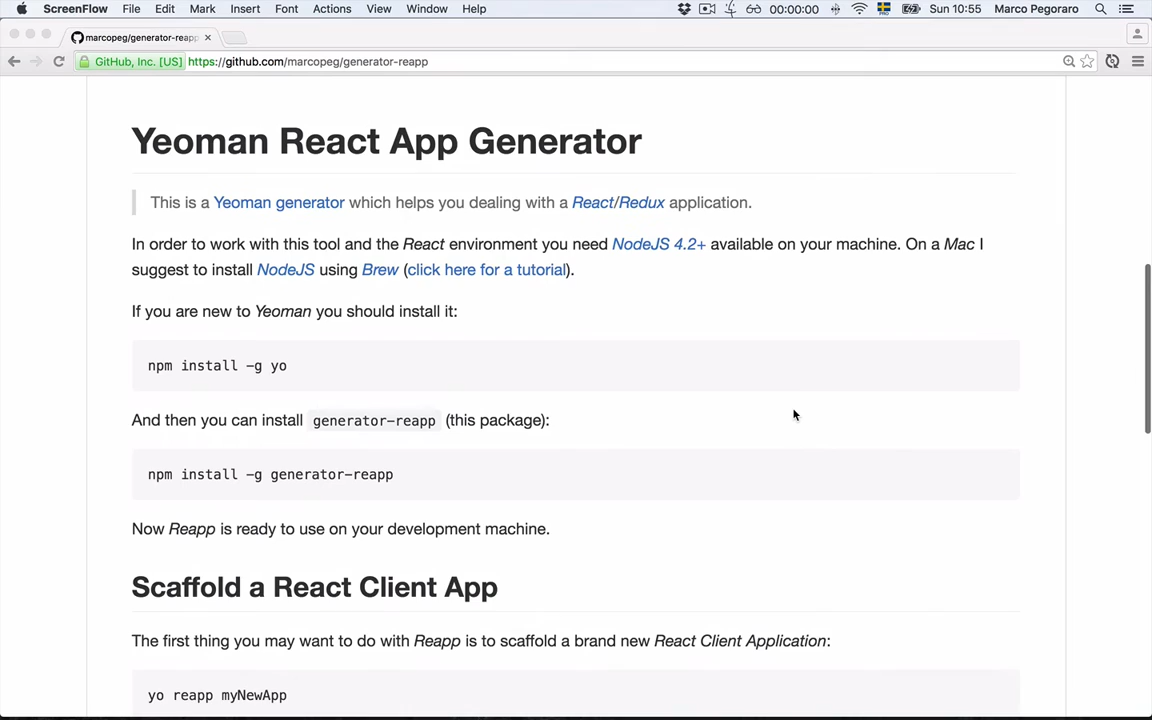 ScreenFlow File Edit Mark Insert Font Actions View Window Help 00:00:00 Sun 10:55 Marco Pegoraro
marcopeg/generator-reapp
GitHub, Inc. [US] https://github.com/marcopeg/generator-reapp
Yeoman React App Generator
This is a Yeoman generator which helps you dealing with a React/Redux application.
In order to work with this tool and the React environment you need NodeJS 4.2+ available on your machine. On a Mac I
suggest to install NodeJS using Brew (click here for a tutorial).
If you are new to Yeoman you should install it:
npm install -g yo
And then you can install generator-reapp (this package):
npm install -g generator-reapp
Now Reapp is ready to use on your development machine.
Scaffold a React Client App
The first thing you may want to do with Reapp is to scaffold a brand new React Client Application:
yo reapp myNewApp